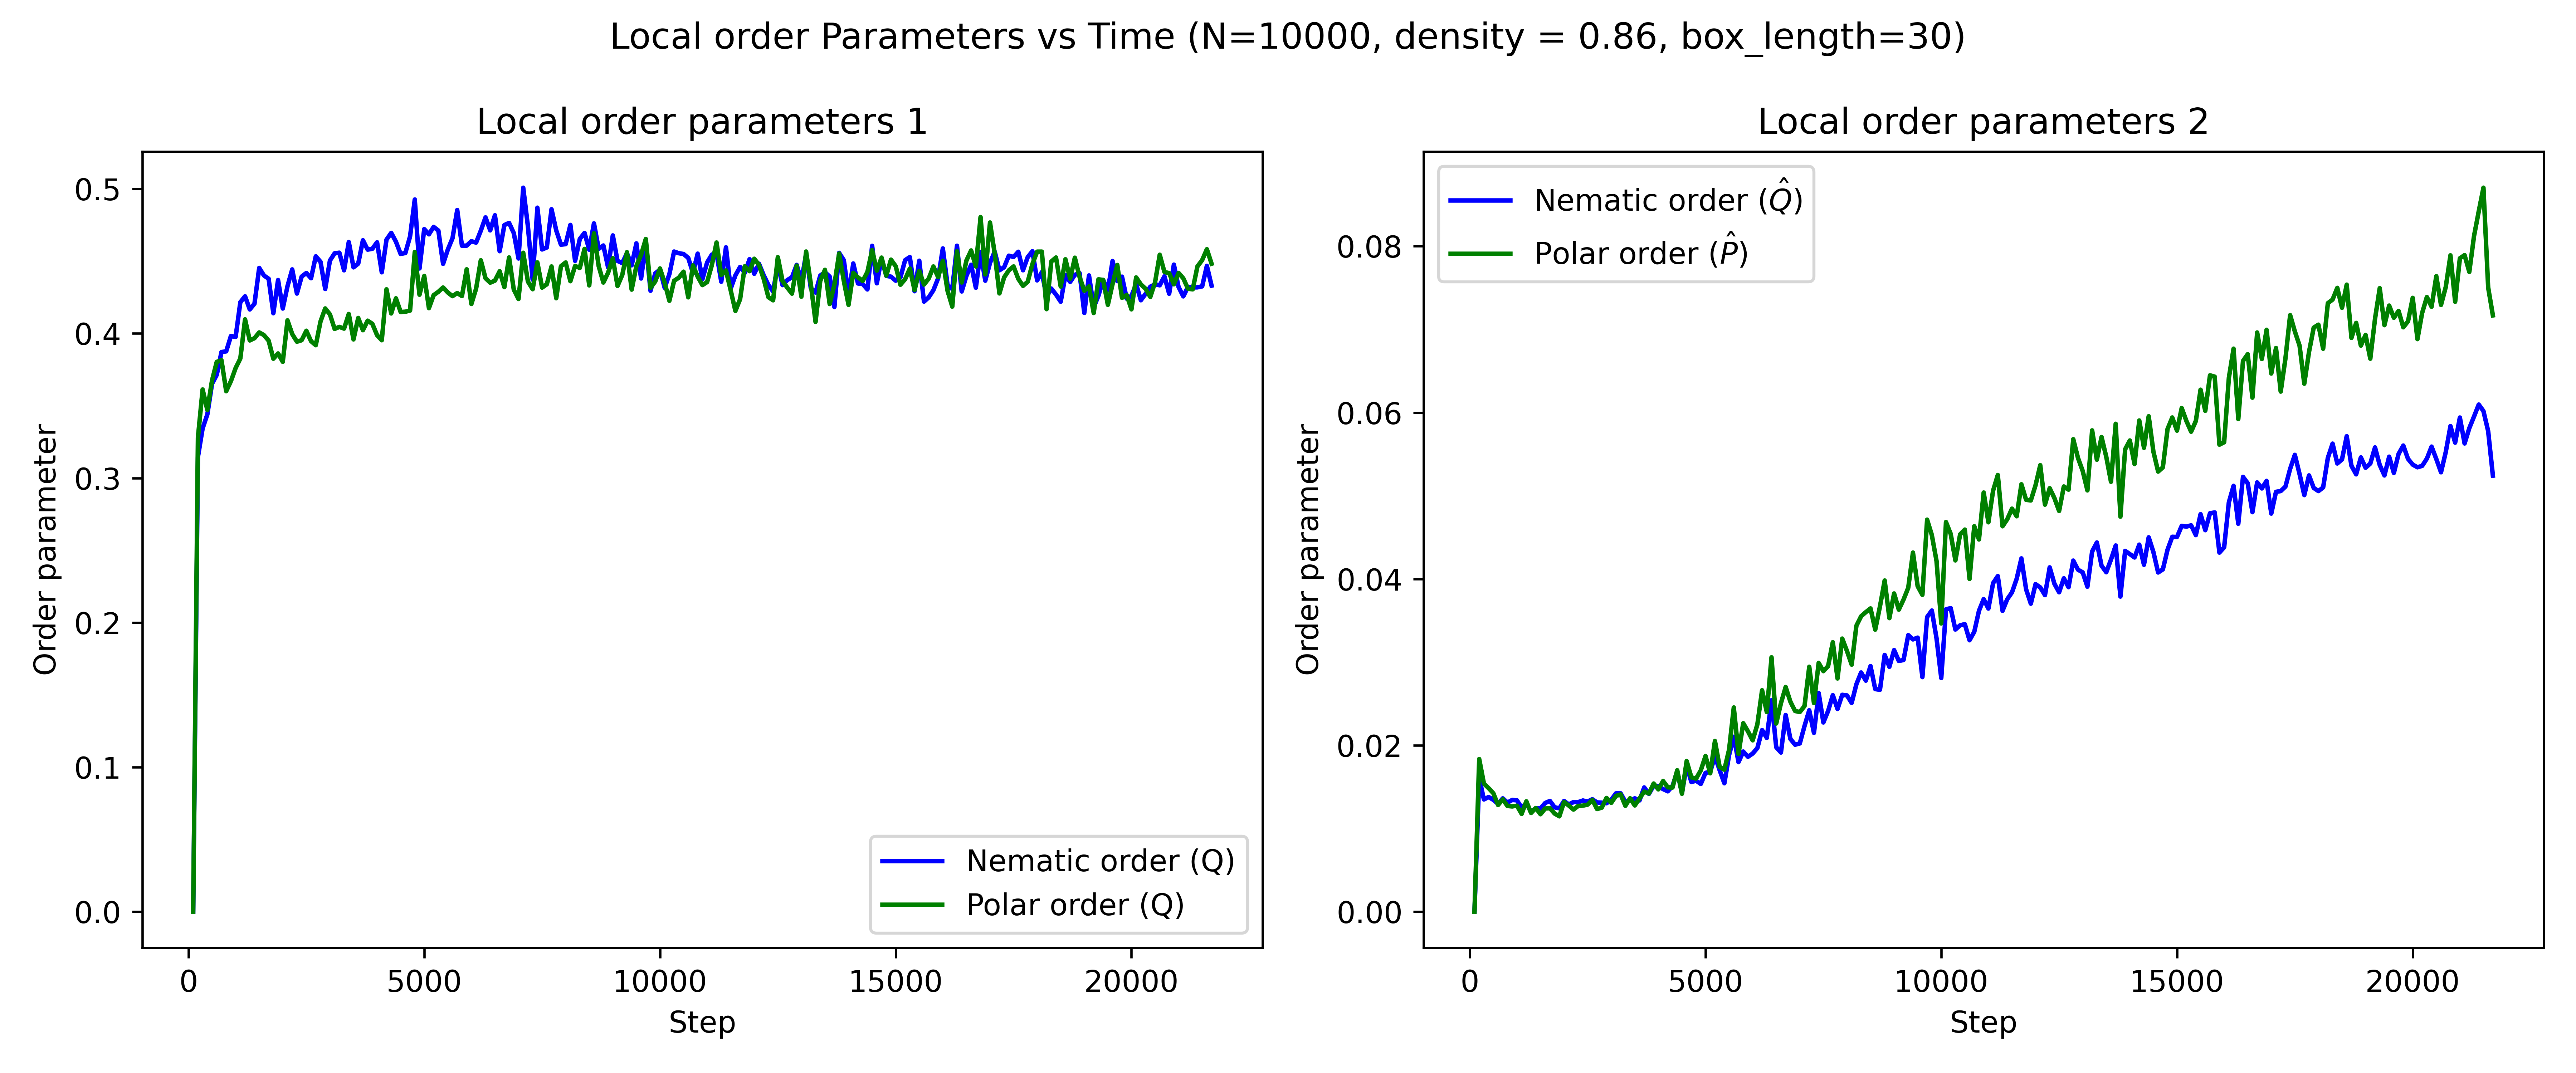 Local order Parameters vs Time (N=10000, density = 0.86, box_length=30)
Local order parameters 1
Order parameter
0.5
0.4
0.3
0.2
0.1
0.0
Nematic order (Q)
Polar order (Q)
0
5000
10000
15000
20000
Step
Local order parameters 2
Order parameter
0.08
0.06
0.04
0.02
0.00
Nematic order (Q̂)
Polar order (P̂)
0
5000
10000
15000
20000
Step